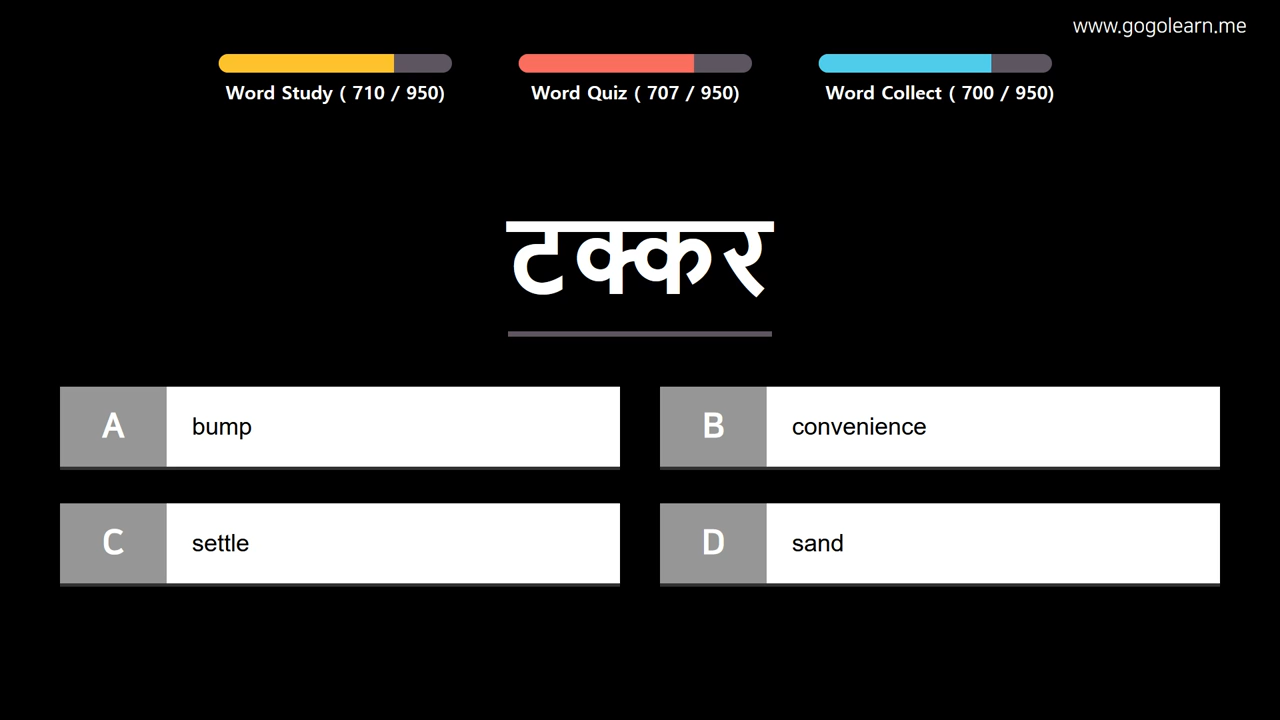 www.gogolearn.me
Word Study ( 710 / 950)
Word Quiz ( 707 / 950)
Word Collect ( 700 / 950)
टक्कर
A bump
B convenience
C settle
D sand